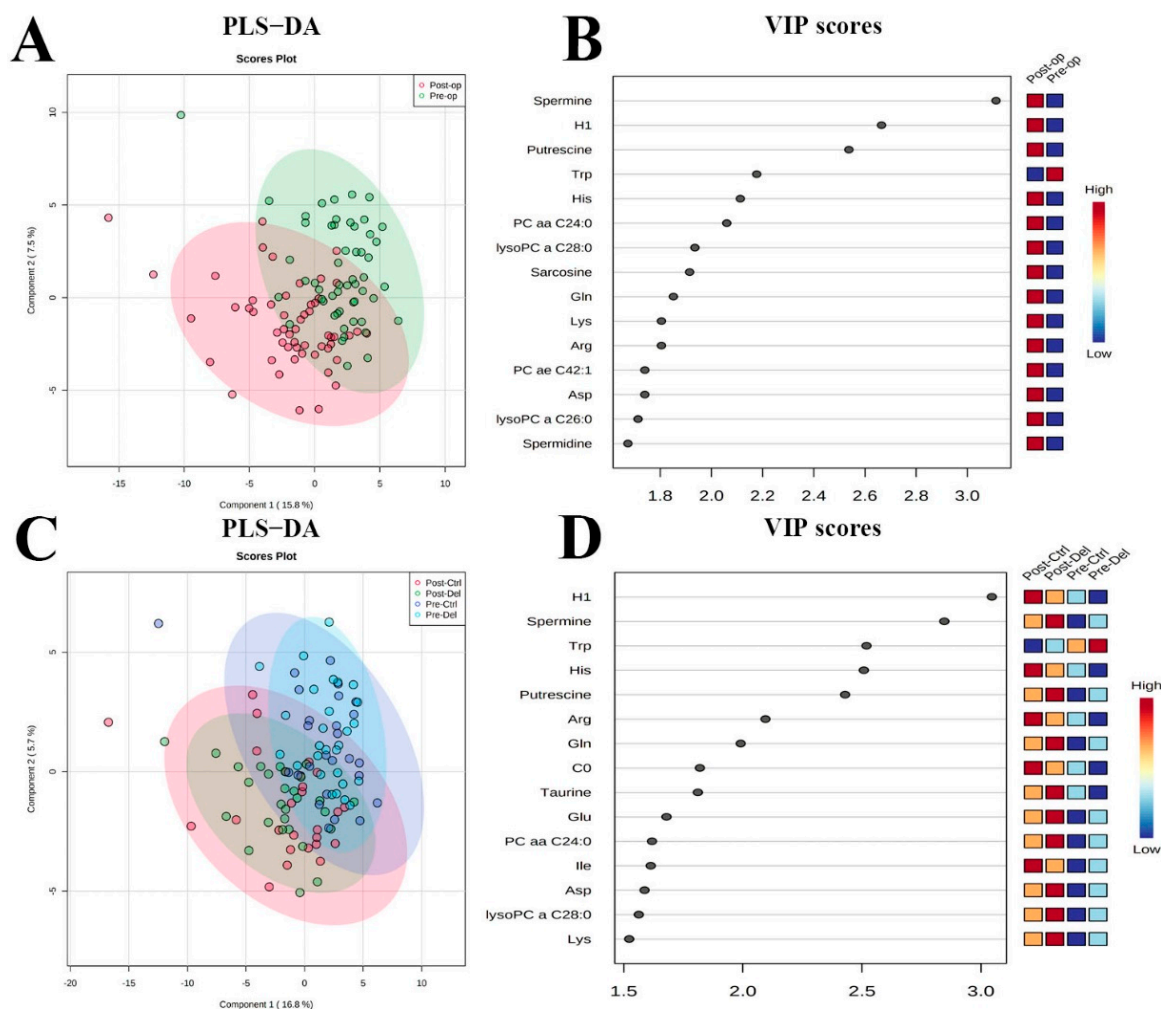 A
PLS–DA
Scores Plot
Post-op
Pre-op
Component 2 ( 7.5 %)
10
5
0
-5
-15
-10
-5
0
5
Component 1 ( 15.8 %)
B
VIP scores
Post-op
Pre-op
Spermine
H1
Putrescine
Trp
His
PC aa C24:0
lysoPC a C28:0
Sarcosine
Gln
Lys
Arg
PC ae C42:1
Asp
lysoPC a C26:0
Spermidine
High
Low
1.8
2.0
2.2
2.4
2.6
2.8
3.0
C
PLS–DA
Scores Plot
Post-Ctrl
Post-Del
Pre-Ctrl
Pre-Del
Component 2 ( 5.7 %)
5
0
-5
-20
-15
-10
-5
0
5
10
Component 1 ( 16.8 %)
D
VIP scores
Post-Ctrl
Post-Del
Pre-Ctrl
Pre-Del
H1
Spermine
Trp
His
Putrescine
Arg
Gln
C0
Taurine
Glu
PC aa C24:0
Ile
Asp
lysoPC a C28:0
Lys
High
Low
1.5
2.0
2.5
3.0